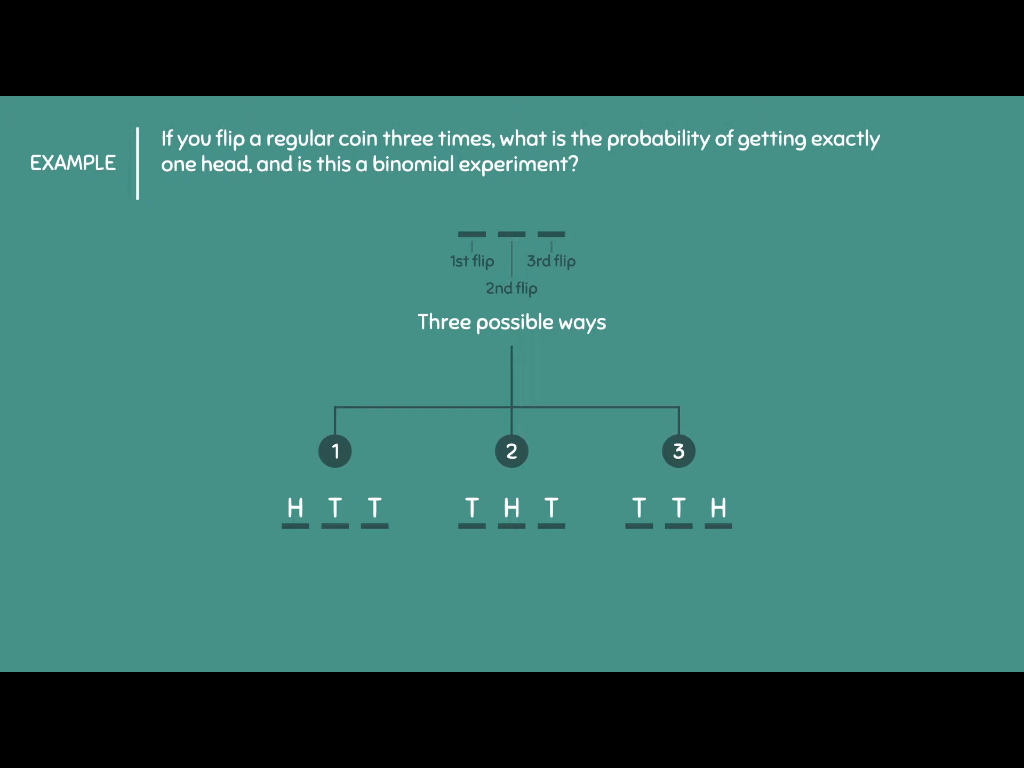 EXAMPLE
If you flip a regular coin three times, what is the probability of getting exactly
one head, and is this a binomial experiment?
1st flip 3rd flip
2nd flip
Three possible ways
1 2 3
H T T T H T T T H